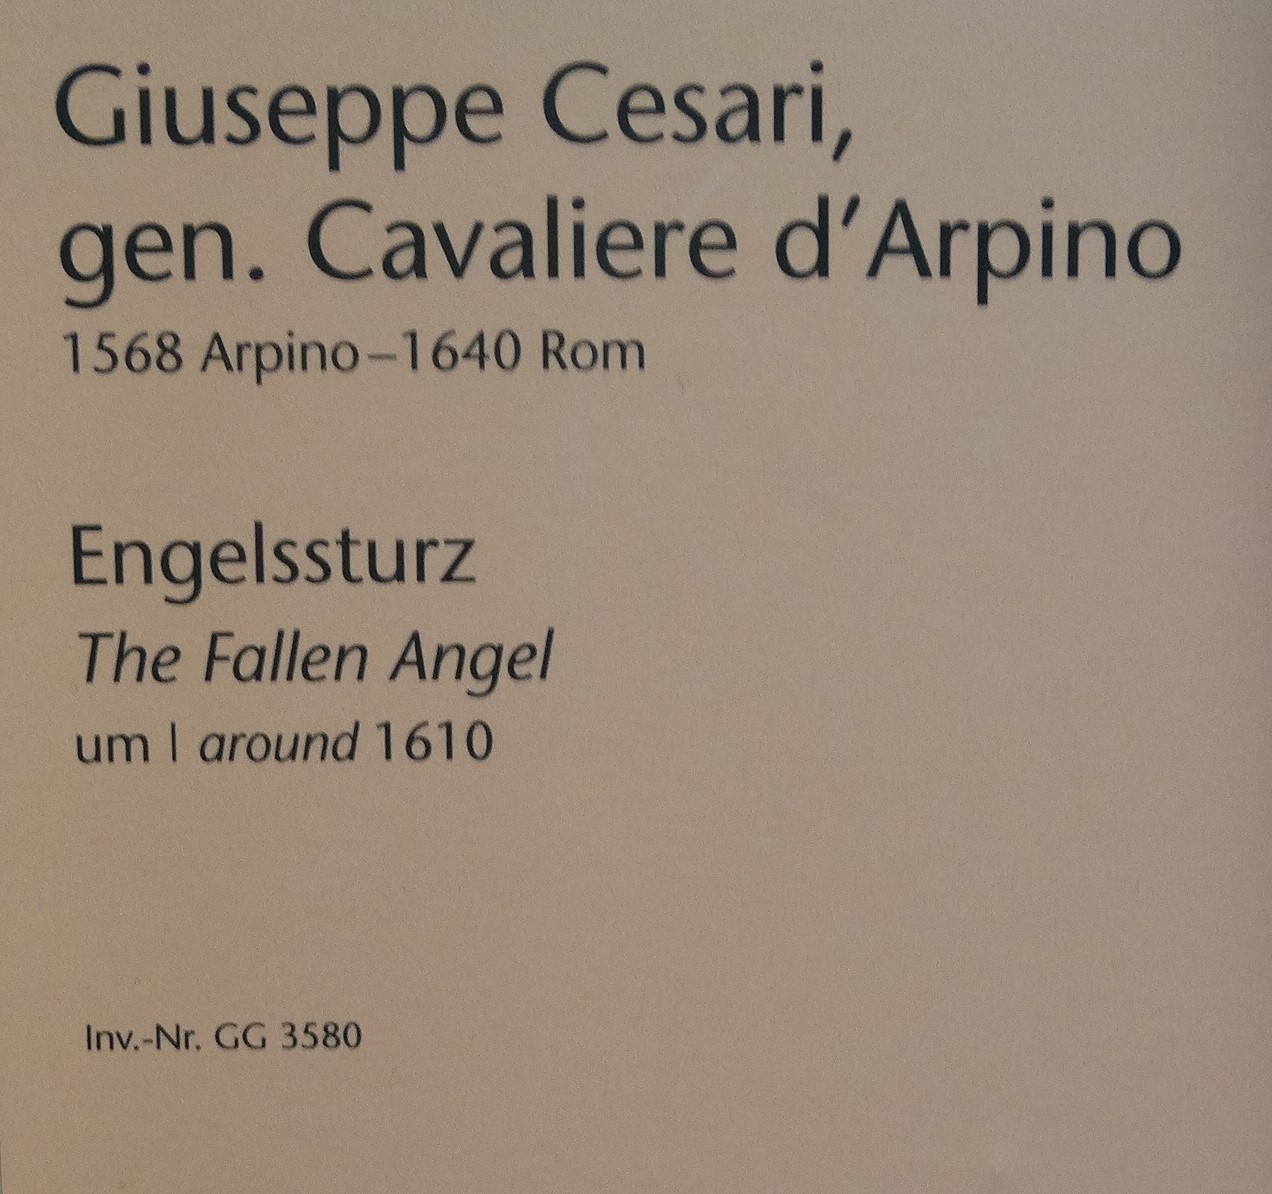 Giuseppe Cesari,
gen. Cavaliere d'Arpino
1568 Arpino–1640 Rom
Engelssturz
The Fallen Angel
um | around 1610
Inv.-Nr. GG 3580